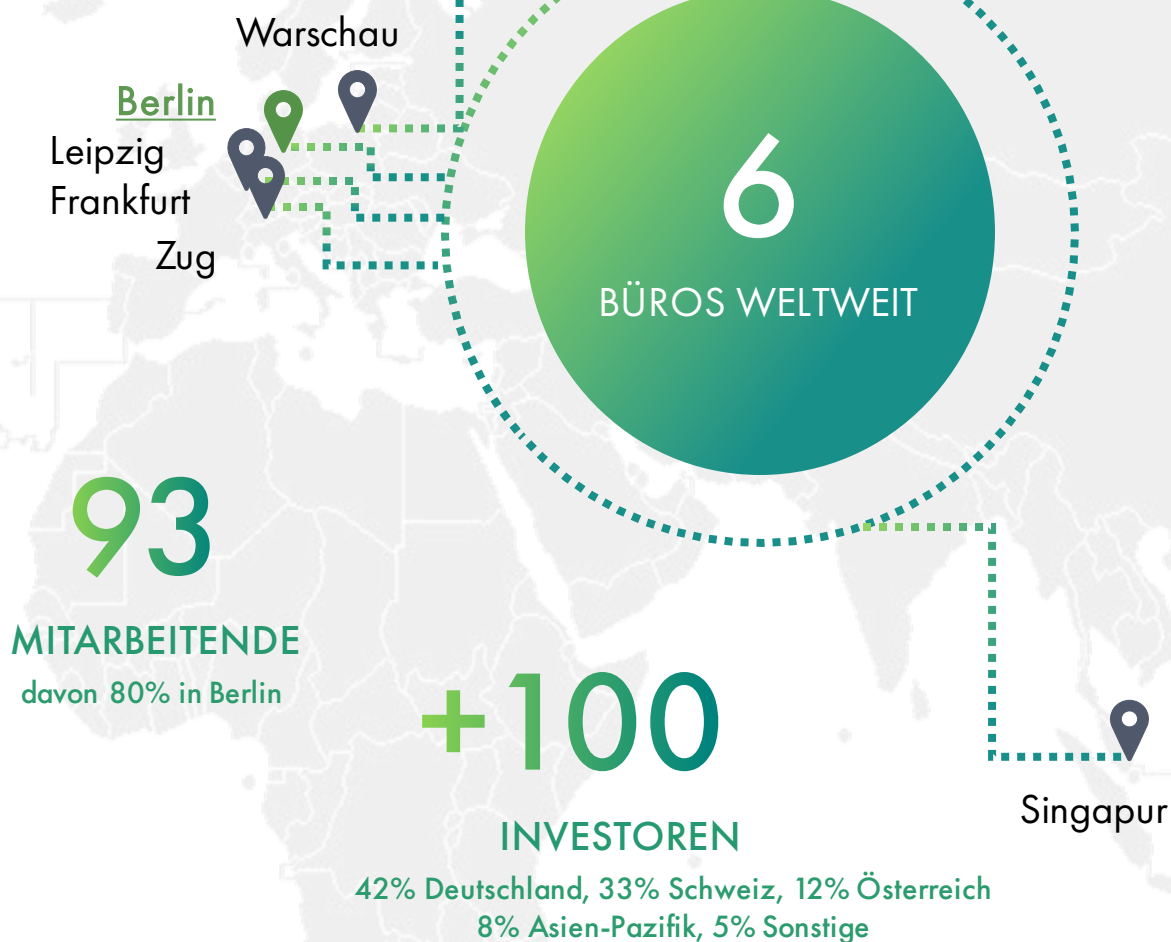 Warschau
Berlin
Leipzig
Frankfurt
Zug
6
BÜROS WELTWEIT
93
MITARBEITENDE
davon 80% in Berlin
+100
INVESTOREN
42% Deutschland, 33% Schweiz, 12% Österreich
8% Asien-Pazifik, 5% Sonstige
Singapur